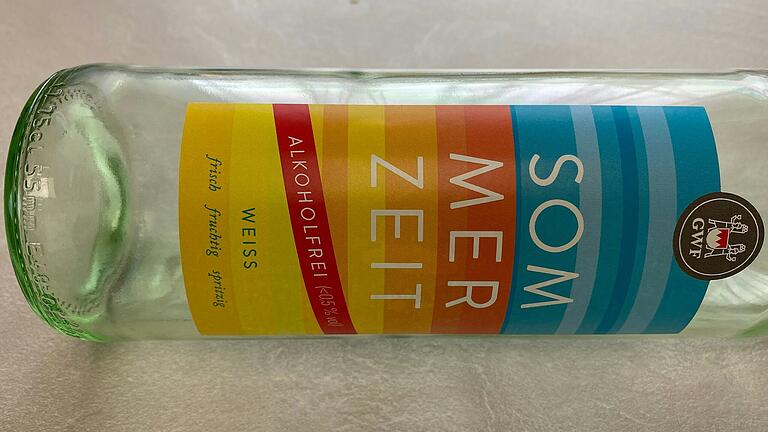 SOM
MER
ZEIT
ALKOHOLFREI (<0,5 % vol)
WEISS
frisch fruchtig spritzig
GWF